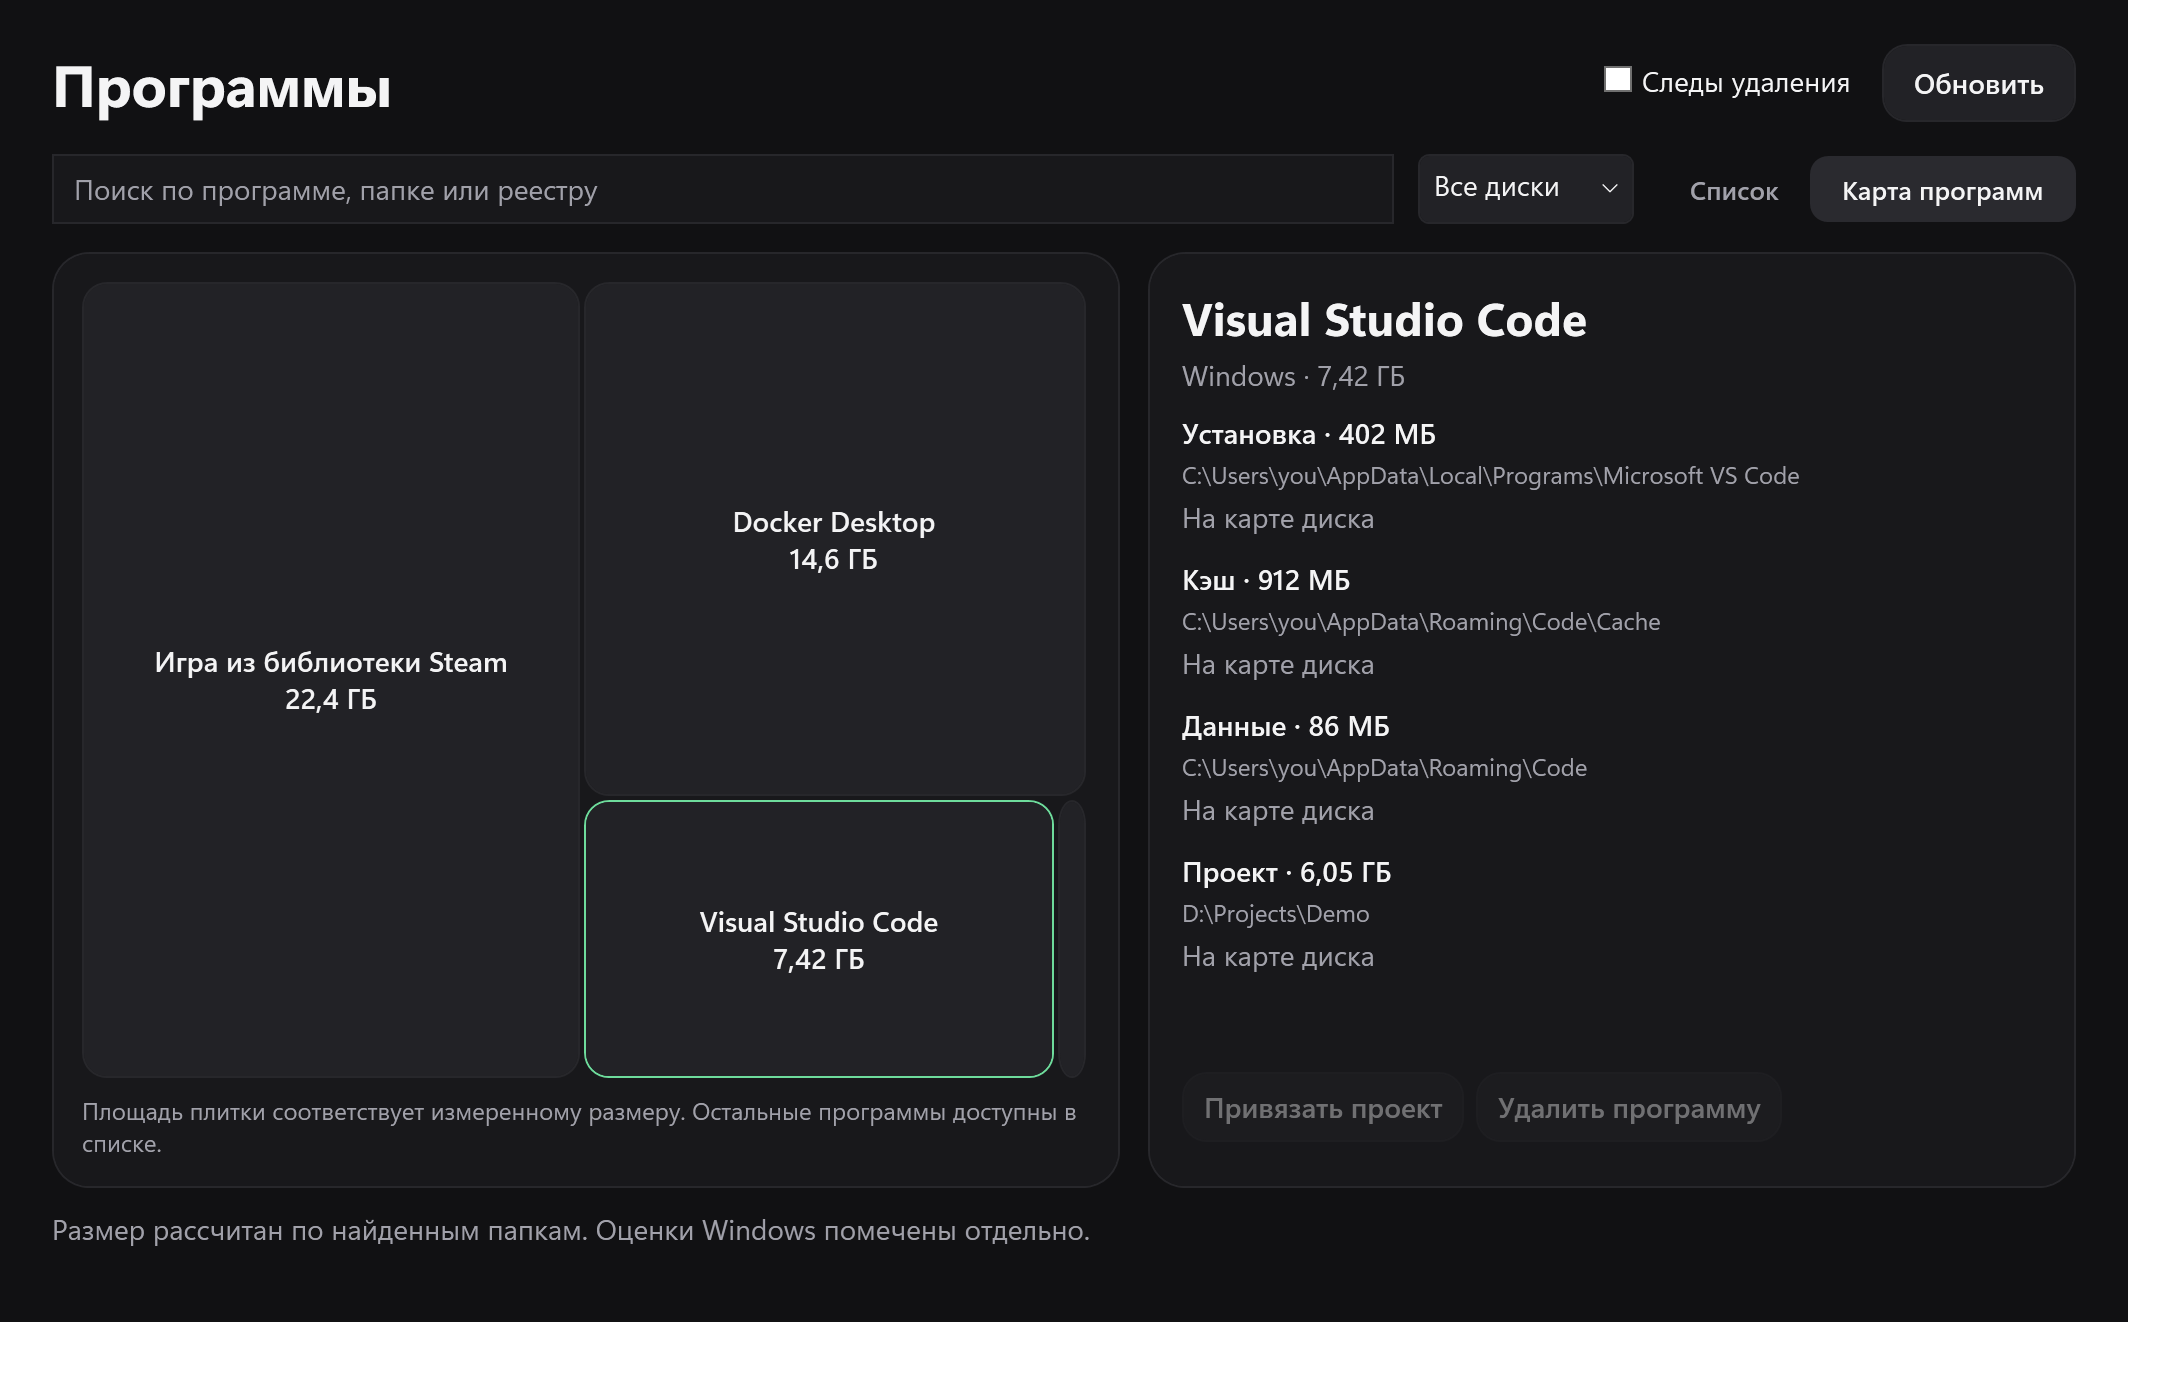 Программы
Следы удаления
Обновить
Поиск по программе, папке или реестру
Все диски
Список
Карта программ
Игра из библиотеки Steam
22,4 ГБ
Docker Desktop
14,6 ГБ
Visual Studio Code
7,42 ГБ
Площадь плитки соответствует измеренному размеру. Остальные программы доступны в
списке.
Visual Studio Code
Windows · 7,42 ГБ
Установка · 402 МБ
C:\Users\you\AppData\Local\Programs\Microsoft VS Code
На карте диска
Кэш · 912 МБ
C:\Users\you\AppData\Roaming\Code\Cache
На карте диска
Данные · 86 МБ
C:\Users\you\AppData\Roaming\Code
На карте диска
Проект · 6,05 ГБ
D:\Projects\Demo
На карте диска
Привязать проект
Удалить программу
Размер рассчитан по найденным папкам. Оценки Windows помечены отдельно.